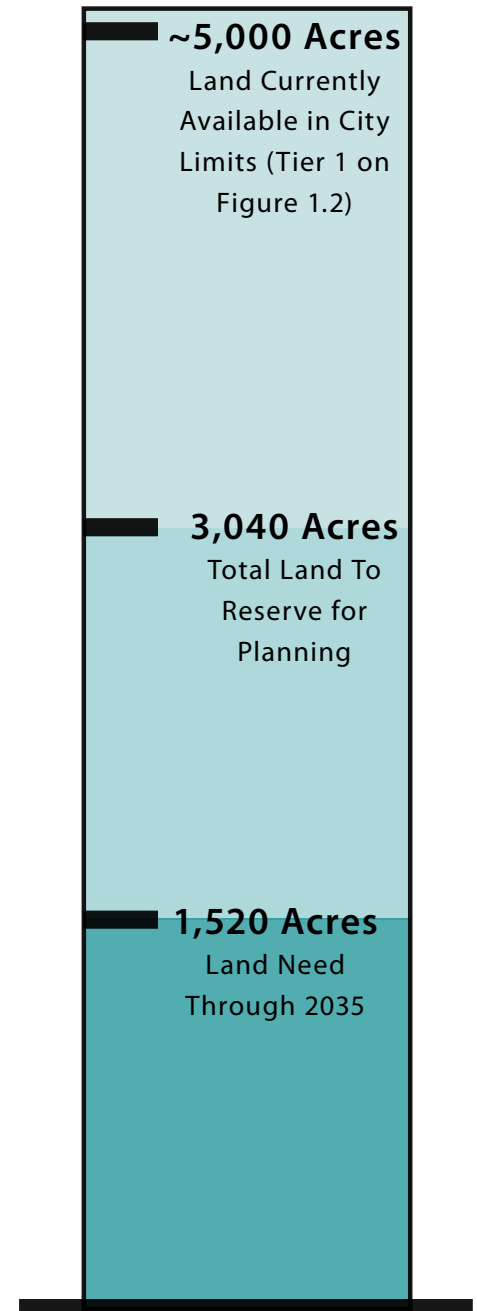 ~5,000 Acres
Land Currently
Available in City
Limits (Tier 1 on
Figure 1.2)
3,040 Acres
Total Land To
Reserve for
Planning
1,520 Acres
Land Need
Through 2035